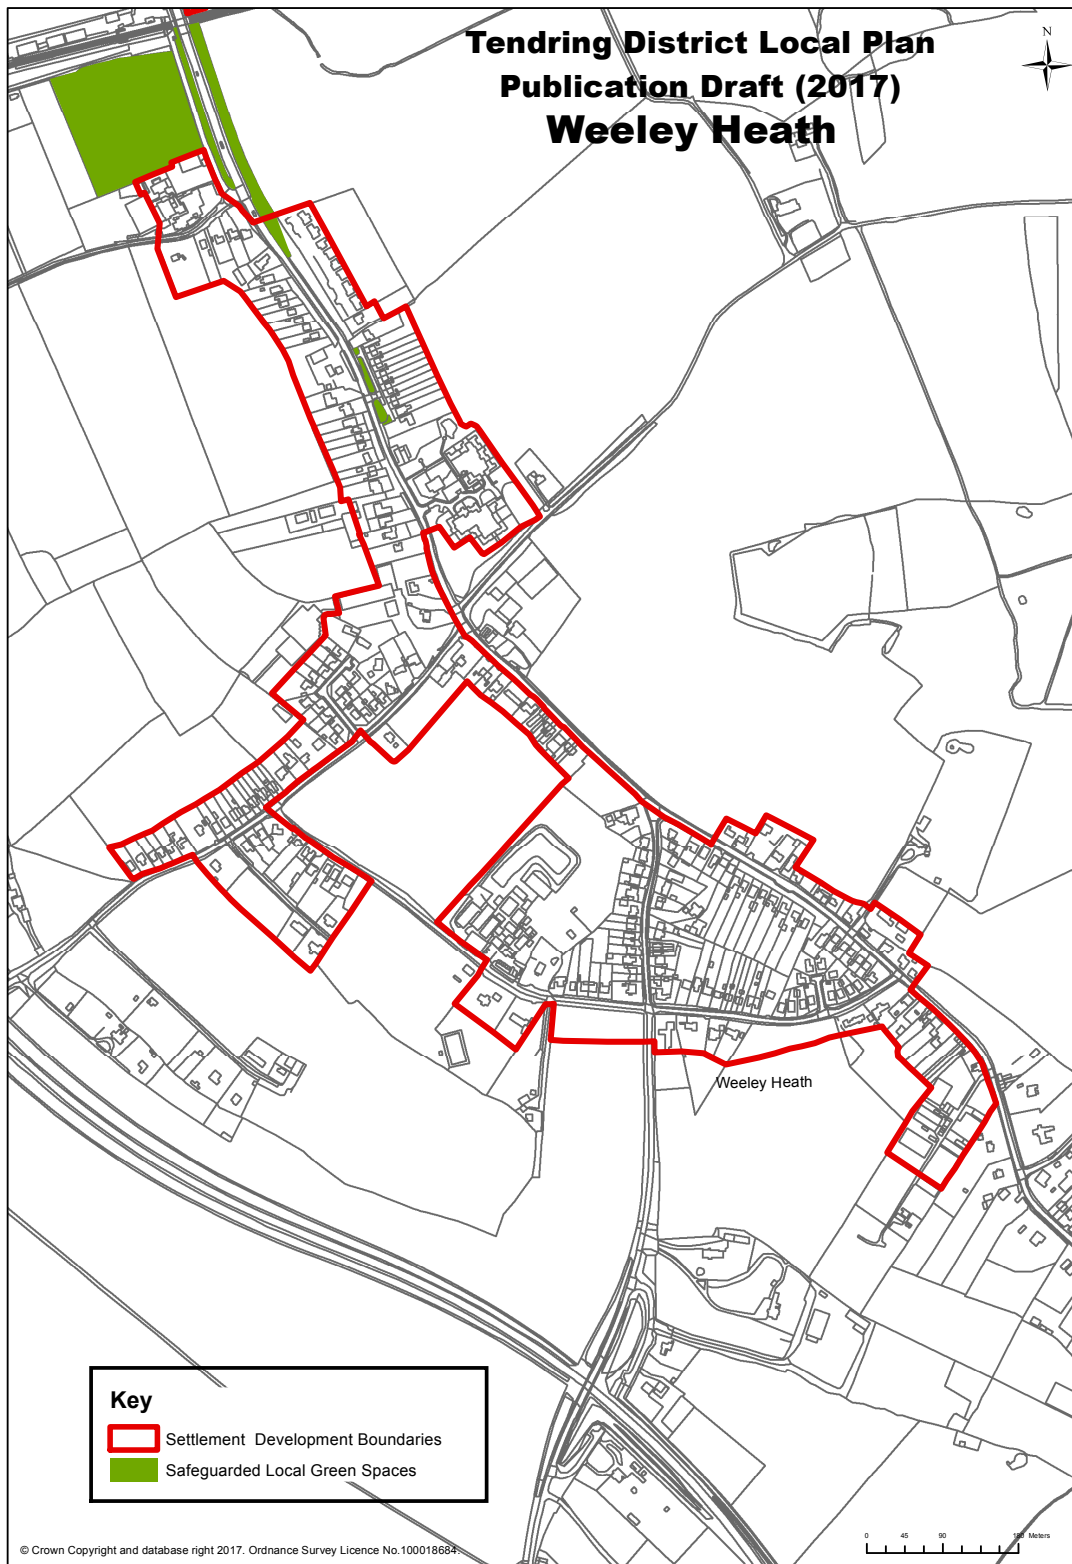 Tendring District Local Plan
Publication Draft (2017)
Weeley Heath
N
Weeley Heath
Key
Settlement Development Boundaries
Safeguarded Local Green Spaces
0 45 90 180 Meters
© Crown Copyright and database right 2017. Ordnance Survey Licence No.100018684.